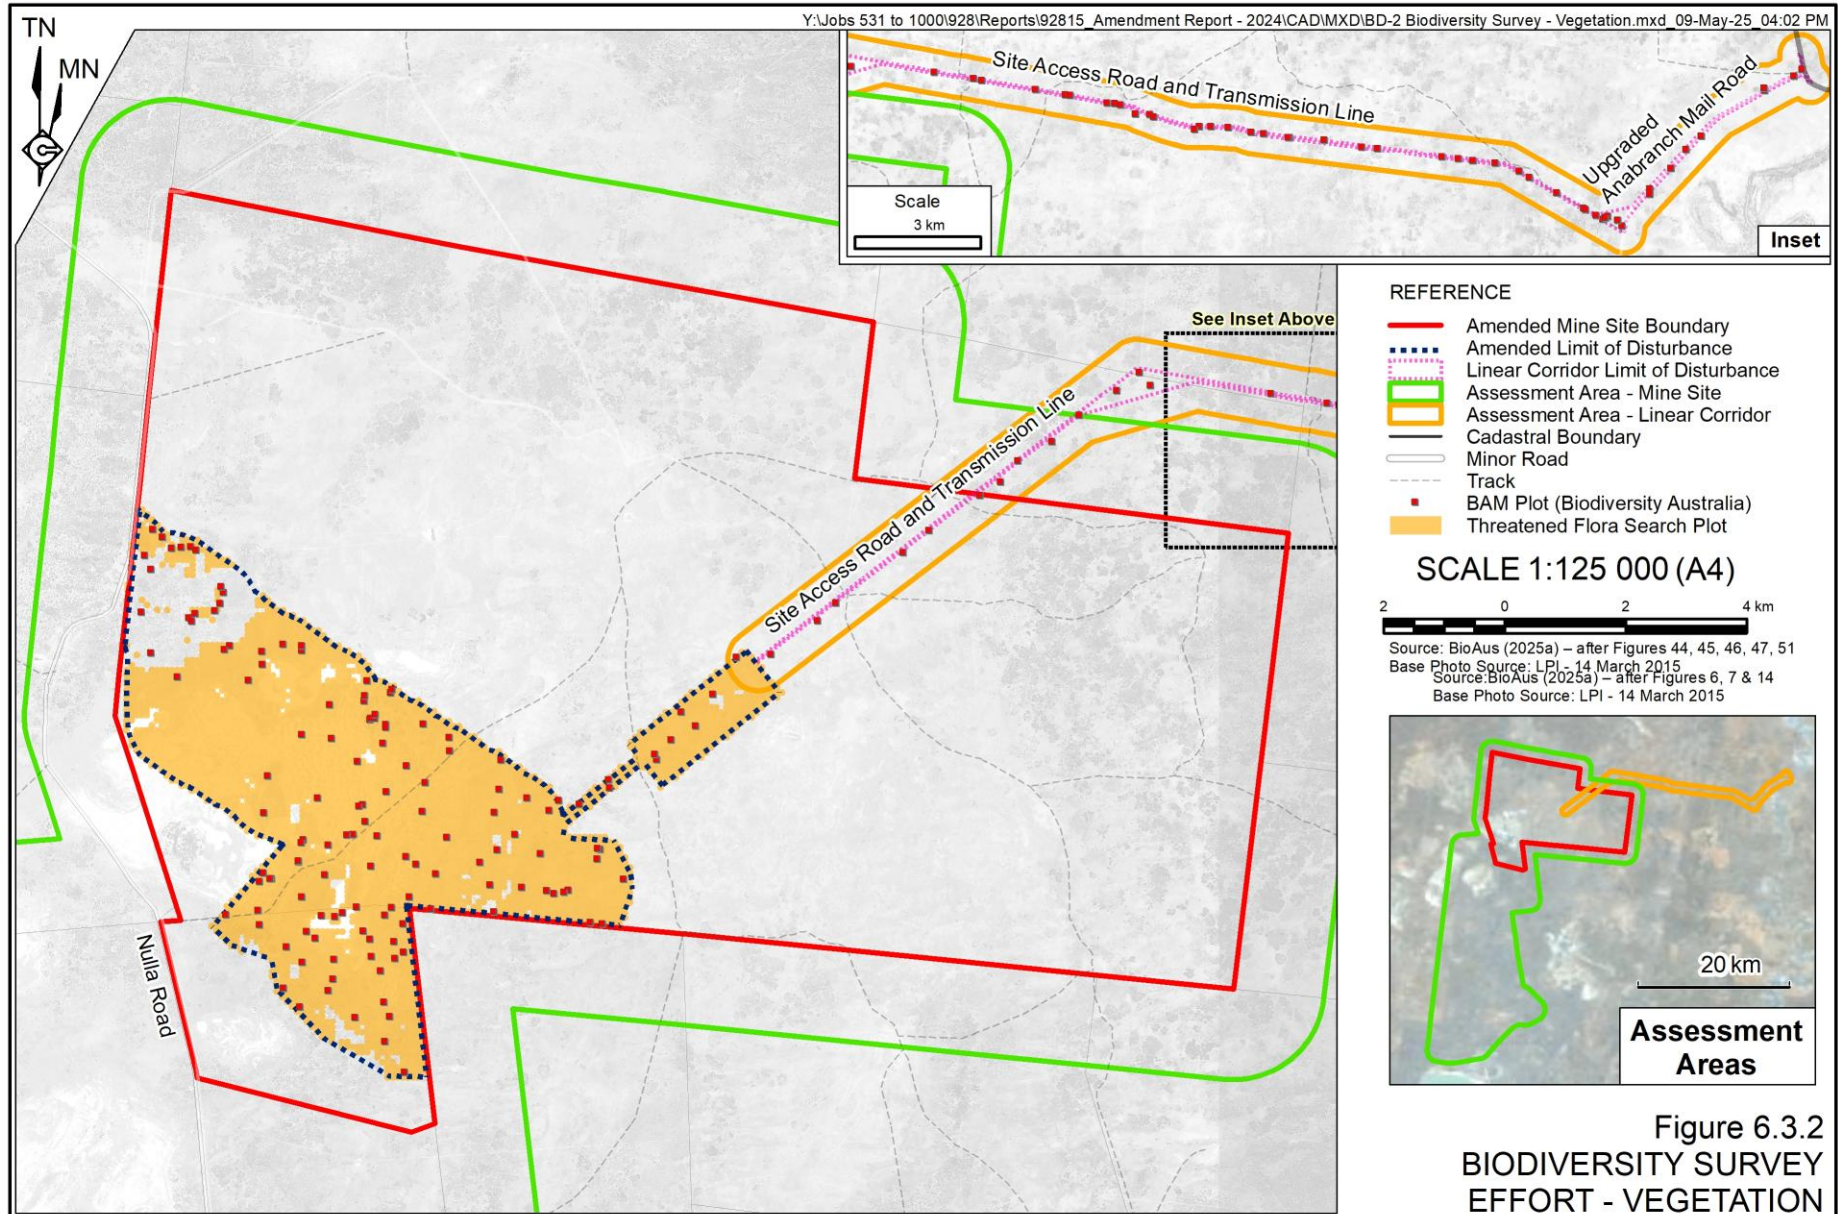 Y:\Jobs 531 to 1000\928\Reports\92815_Amendment Report - 2024\CAD\MXD\BD-2 Biodiversity Survey - Vegetation.mxd_09-May-25_04:02 PM
TN
MN
Site Access Road and Transmission Line
Upgraded
Anabranch Mail Road
Scale
3 km
Inset
See Inset Above
Site Access Road and Transmission Line
Nulla Road
REFERENCE
Amended Mine Site Boundary
Amended Limit of Disturbance
Linear Corridor Limit of Disturbance
Assessment Area - Mine Site
Assessment Area - Linear Corridor
Cadastral Boundary
Minor Road
Track
BAM Plot (Biodiversity Australia)
Threatened Flora Search Plot
SCALE 1:125 000 (A4)
2 0 2 4 km
Source: BioAus (2025a) – after Figures 44, 45, 46, 47, 51
Base Photo Source: LPI - 14 March 2015
Source:BioAus (2025a) – after Figures 6, 7 & 14
Base Photo Source: LPI - 14 March 2015
20 km
Assessment
Areas
Figure 6.3.2
BIODIVERSITY SURVEY
EFFORT - VEGETATION